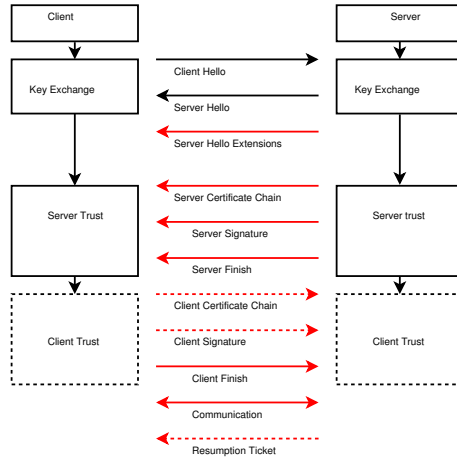 Client
Server
Key Exchange
Key Exchange
Client Hello
Server Hello
Server Hello Extensions
Server Trust
Server trust
Server Certificate Chain
Server Signature
Server Finish
Client Trust
Client Trust
Client Certificate Chain
Client Signature
Client Finish
Communication
Resumption Ticket